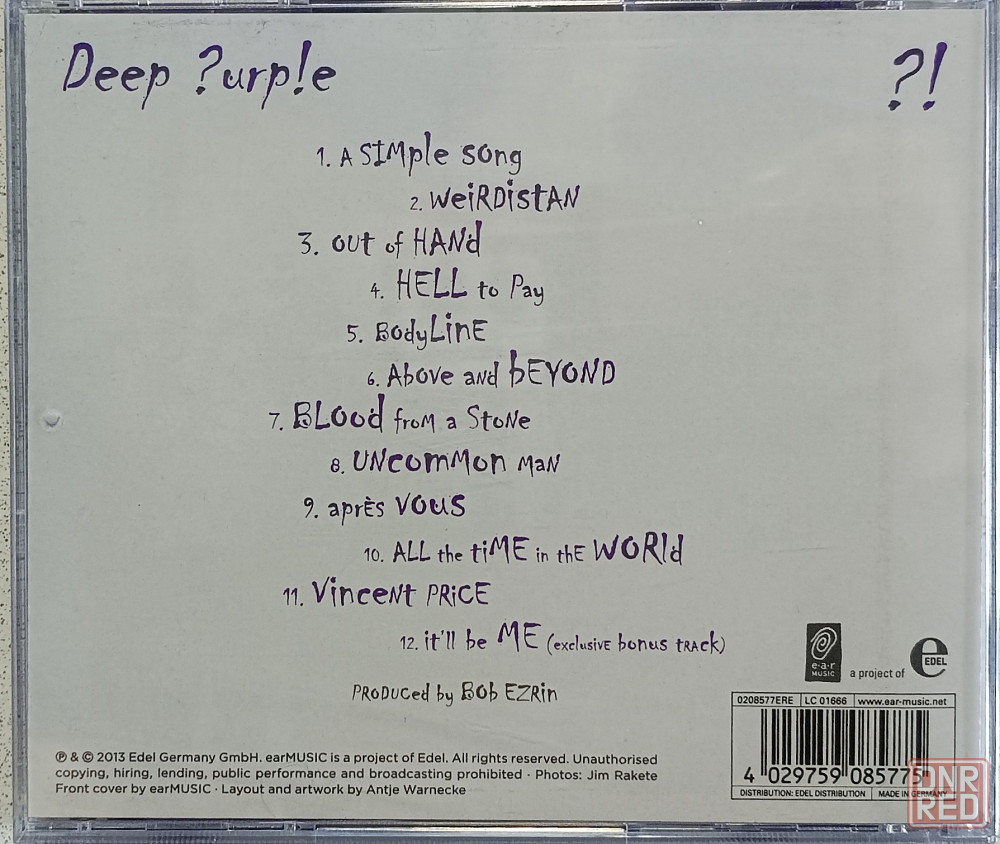 Deep ?urp!e
?!
1. A SIMple song
2. WeiRDistAN
3. out of HANd
4. HELL to Pay
5. BodyLinE
6. Above and bEYOND
7. BLOOd froM a StoNe
8. UNcomMon maN
9. aprÈs vous
10. ALL the tiME in thE WORld
11. VinceNt PRiCE
12. it'll be ME (exclusivE bonus tRAck)
PRoDuced by Bob EZRin
e·a·r
MUSIC
a project of
e
EDEL
0208577ERE LC 01666 www.ear-music.net
4 029759 085775
DISTRIBUTION: EDEL DISTRIBUTION MADE IN GERMANY
℗ & © 2013 Edel Germany GmbH. earMUSIC is a project of Edel. All rights reserved. Unauthorised
copying, hiring, lending, public performance and broadcasting prohibited · Photos: Jim Rakete
Front cover by earMUSIC · Layout and artwork by Antje Warnecke
DNR
RED